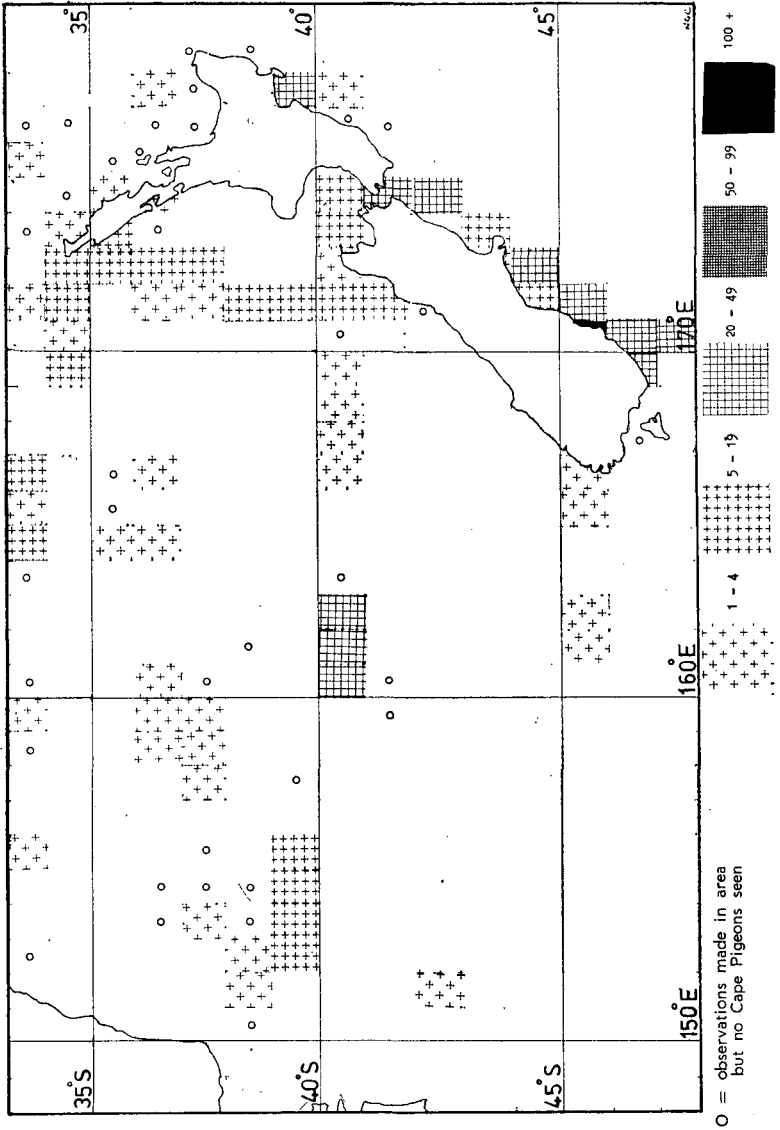 35°
40°
45°
NGC
170°E
160°E
150°E
35°S
40°S
45°S
1 - 4
5 - 19
20 - 49
50 - 99
100 +
O = observations made in area
but no Cape Pigeons seen